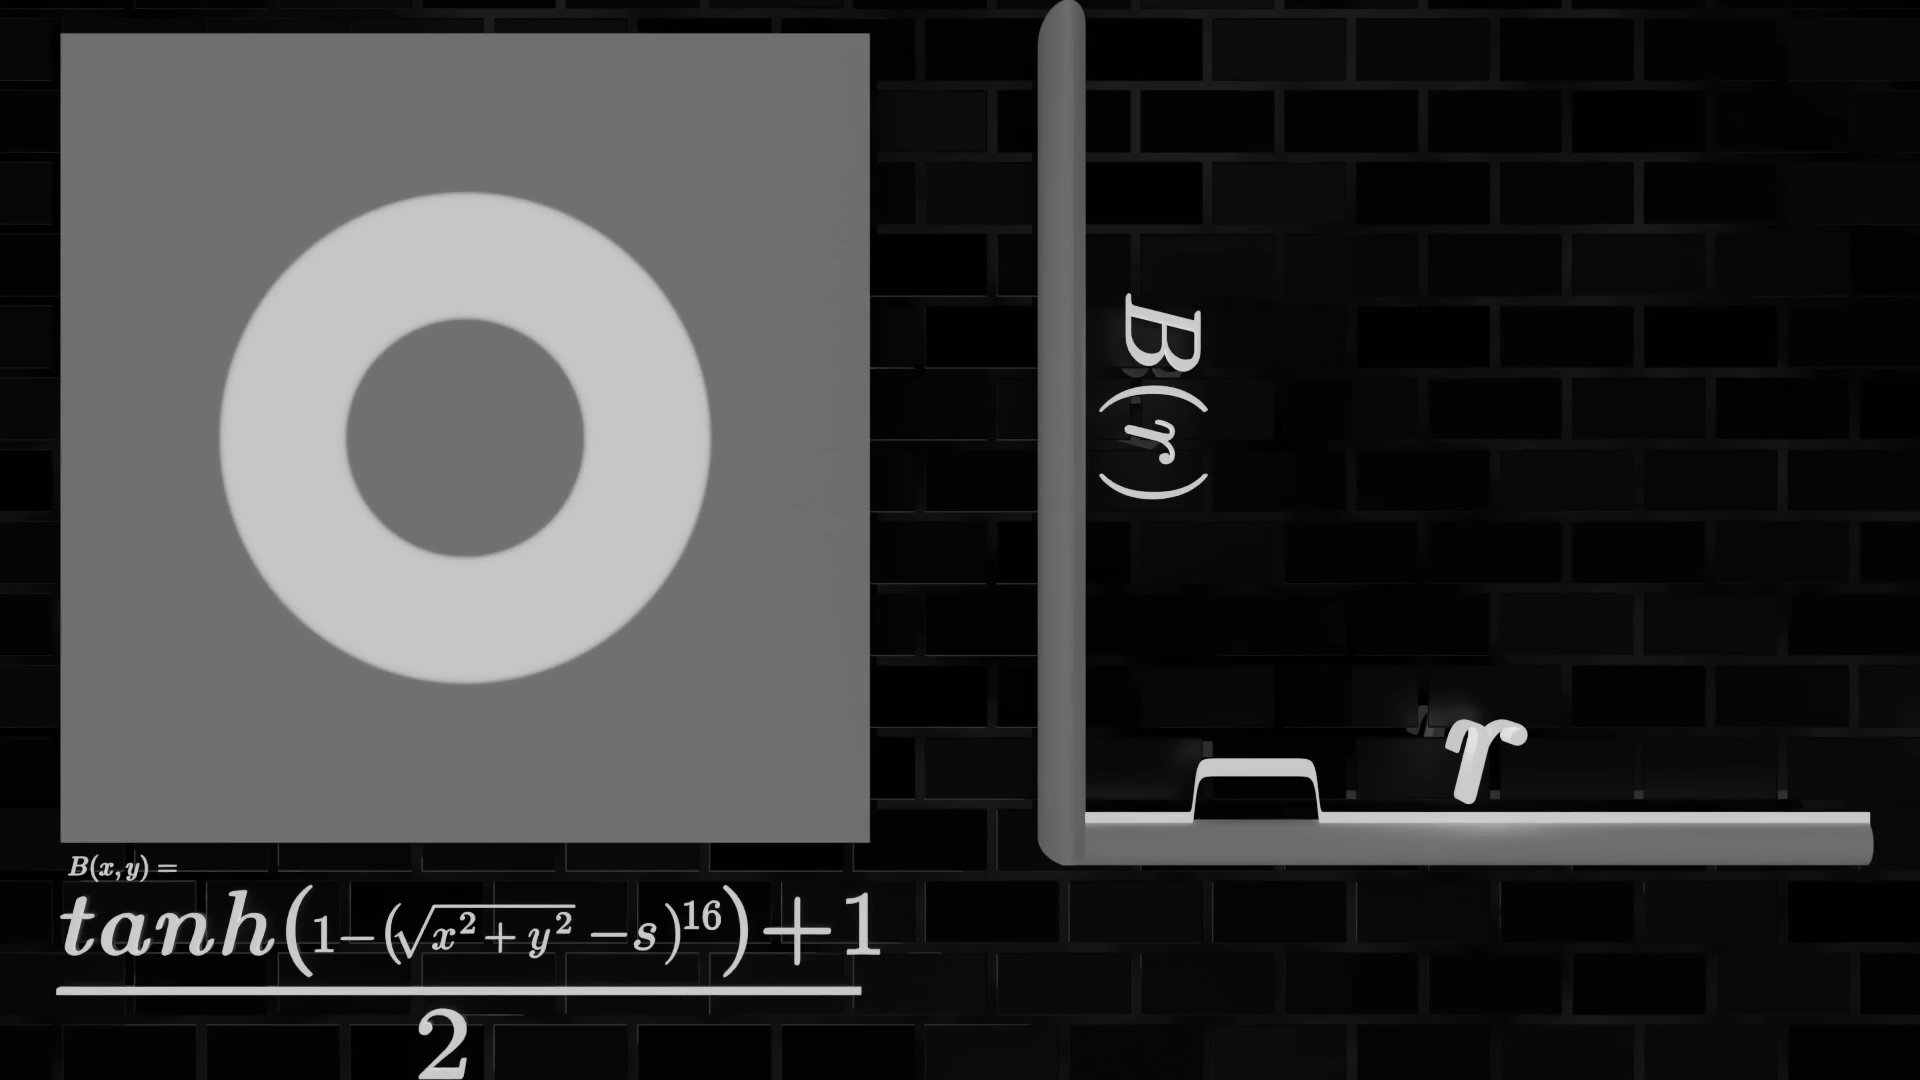 B(x, y) =
tanh(1-(√x² + y² - s)¹⁶)+1
2
B(r)
r